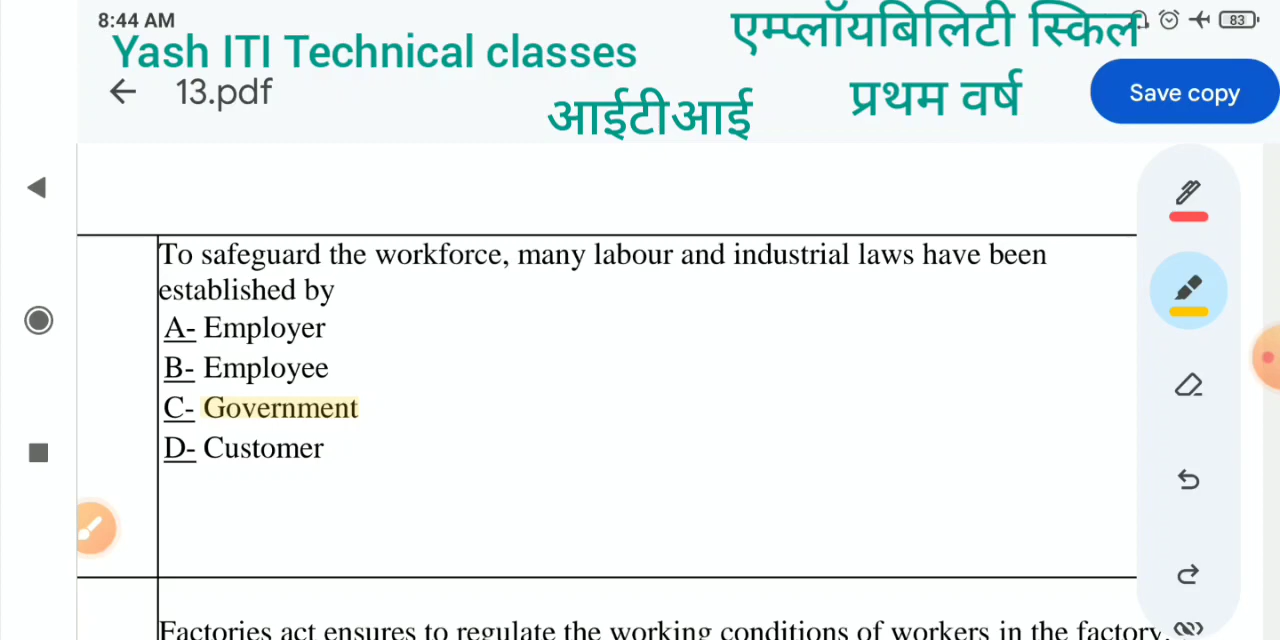 8:44 AM
83
Yash ITI Technical classes
एम्प्लॉयबिलिटी स्किल
13.pdf
आईटीआई
प्रथम वर्ष
Save copy
To safeguard the workforce, many labour and industrial laws have been
established by
A- Employer
B- Employee
C- Government
D- Customer
Factories act ensures to regulate the working conditions of workers in the factory.